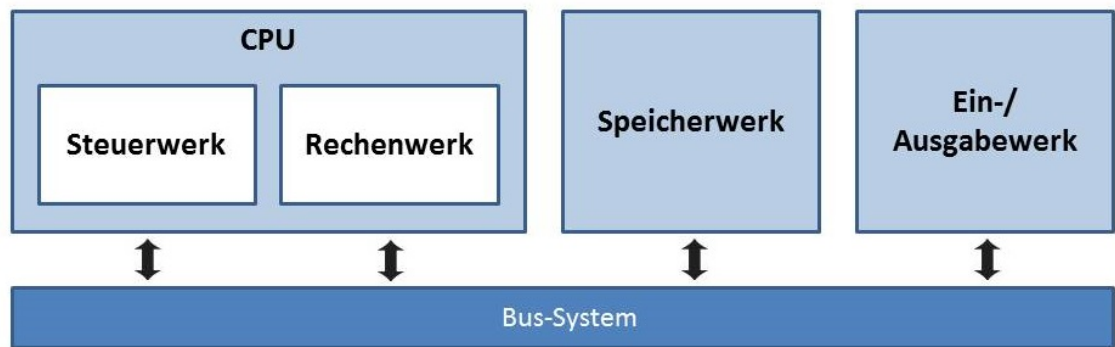 CPU
Steuerwerk
Rechenwerk
Speicherwerk
Ein-/
Ausgabewerk
Bus-System